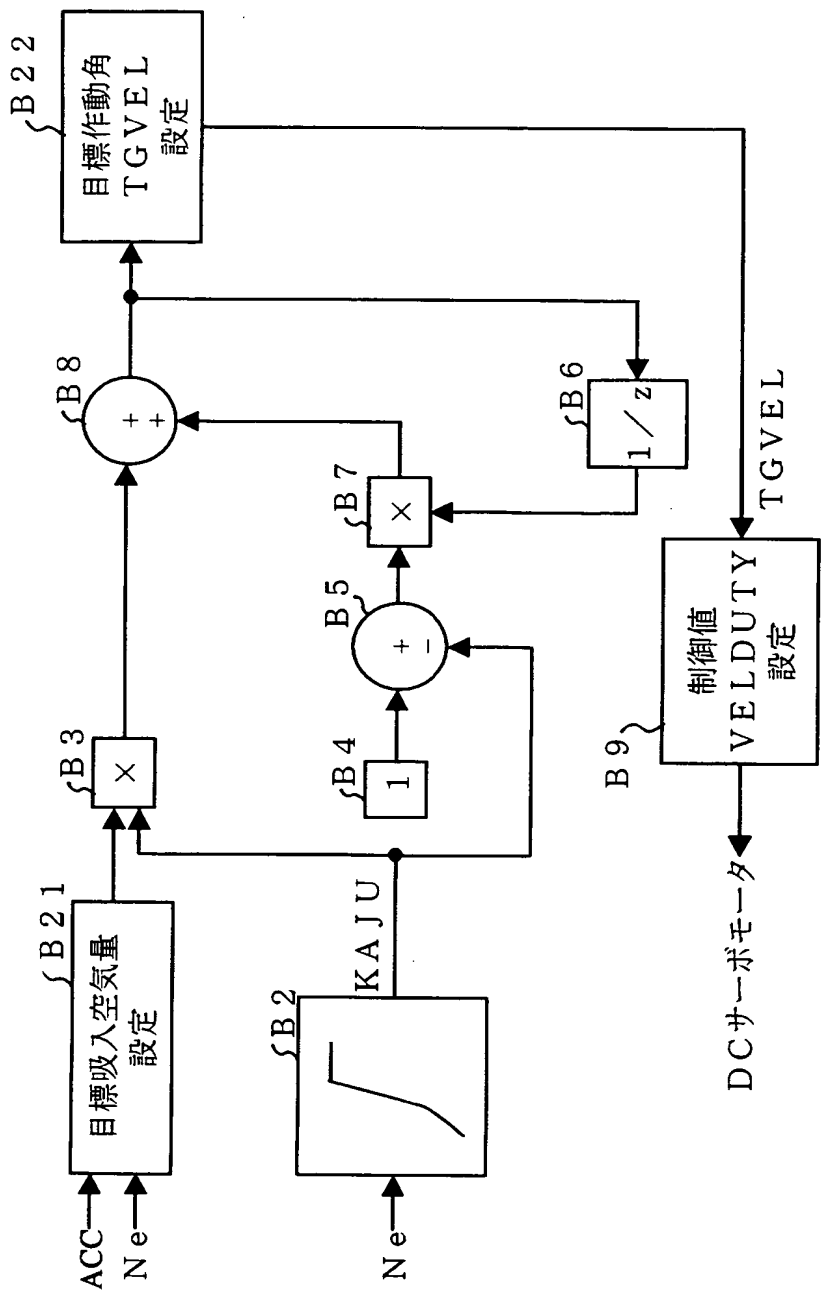 ACC
Ne
目標吸入空気量
設定
B21
B3
×
B8
+
+
目標作動角
TGVEL
設定
B22
Ne
B2
KAJU
B4
1
B5
+
−
B7
×
B6
1/z
DCサーボモータ
B9
制御値
VELDUTY
設定
TGVEL